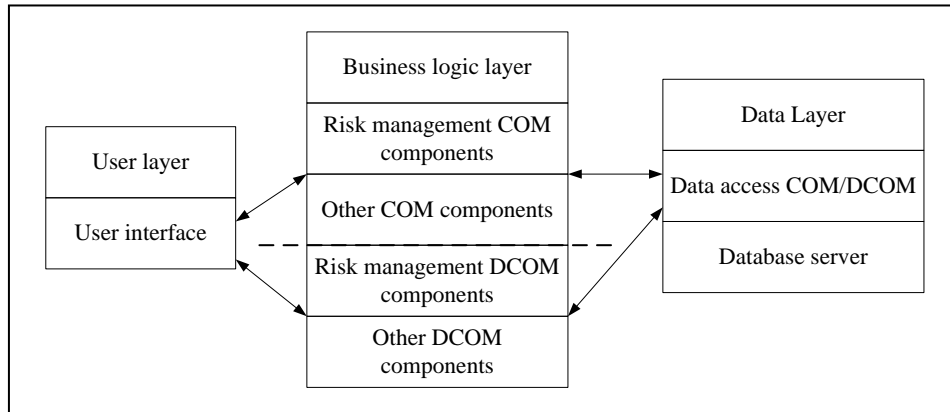 User layer
User interface
Business logic layer
Risk management COM
components
Other COM components
Risk management DCOM
components
Other DCOM
components
Data Layer
Data access COM/DCOM
Database server